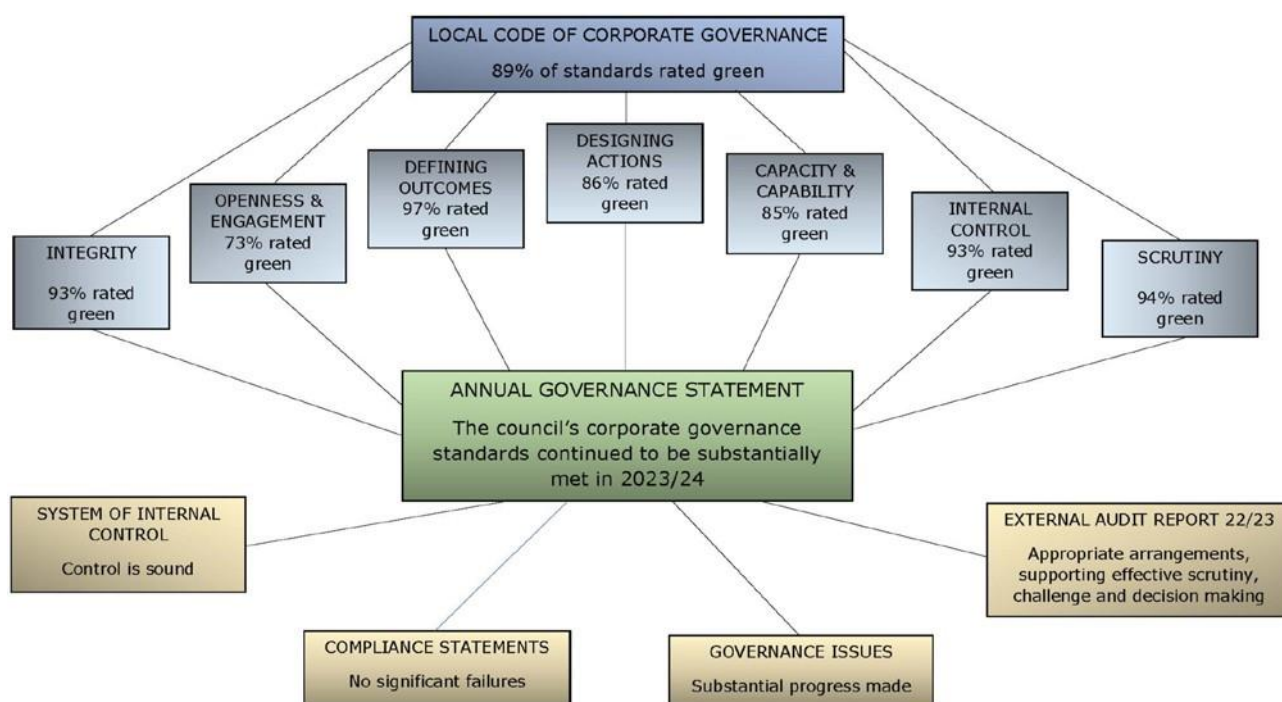 LOCAL CODE OF CORPORATE GOVERNANCE
89% of standards rated green
INTEGRITY
93% rated
green
OPENNESS &
ENGAGEMENT
73% rated
green
DEFINING
OUTCOMES
97% rated
green
DESIGNING
ACTIONS
86% rated
green
CAPACITY &
CAPABILITY
85% rated
green
INTERNAL
CONTROL
93% rated
green
SCRUTINY
94% rated
green
ANNUAL GOVERNANCE STATEMENT
The council’s corporate governance
standards continued to be substantially
met in 2023/24
SYSTEM OF INTERNAL
CONTROL
Control is sound
COMPLIANCE STATEMENTS
No significant failures
GOVERNANCE ISSUES
Substantial progress made
EXTERNAL AUDIT REPORT 22/23
Appropriate arrangements,
supporting effective scrutiny,
challenge and decision making